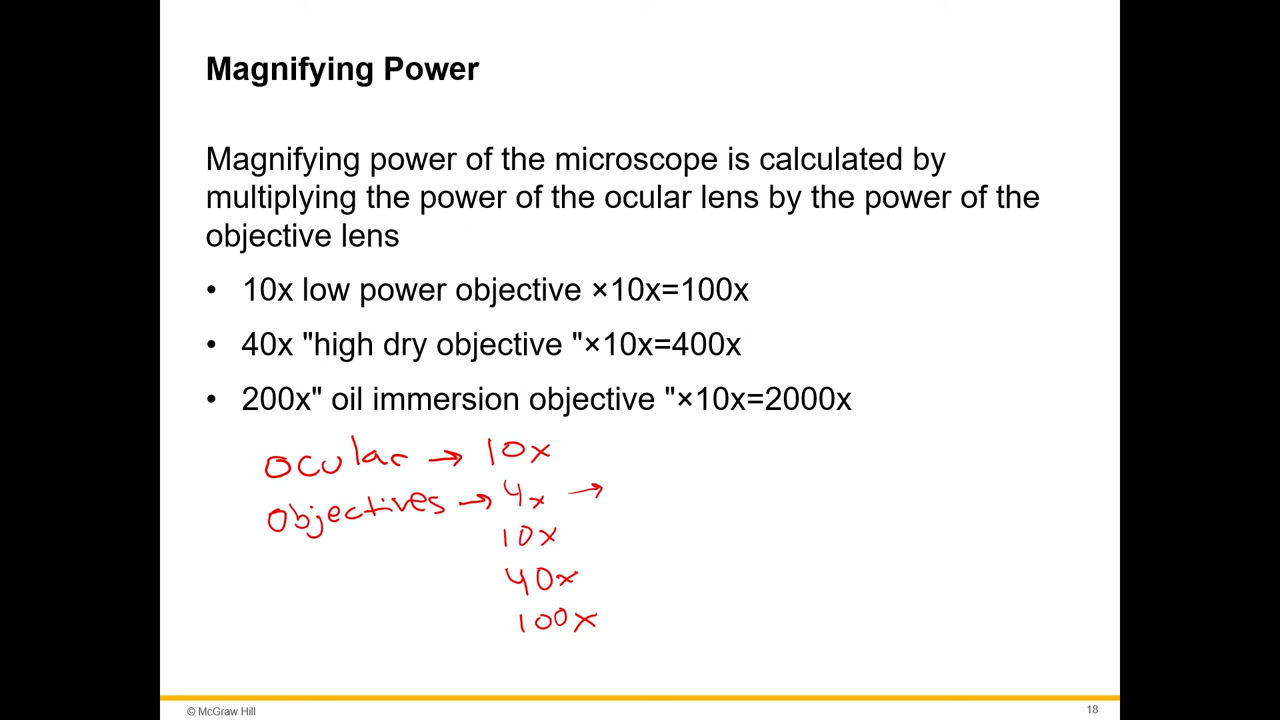 Magnifying Power
Magnifying power of the microscope is calculated by
multiplying the power of the ocular lens by the power of the
objective lens
• 10x low power objective ×10x=100x
• 40x "high dry objective "×10x=400x
• 200x" oil immersion objective "×10x=2000x
Ocular → 10x
Objectives → 4x →
10x
40x
100x
© McGraw Hill
18